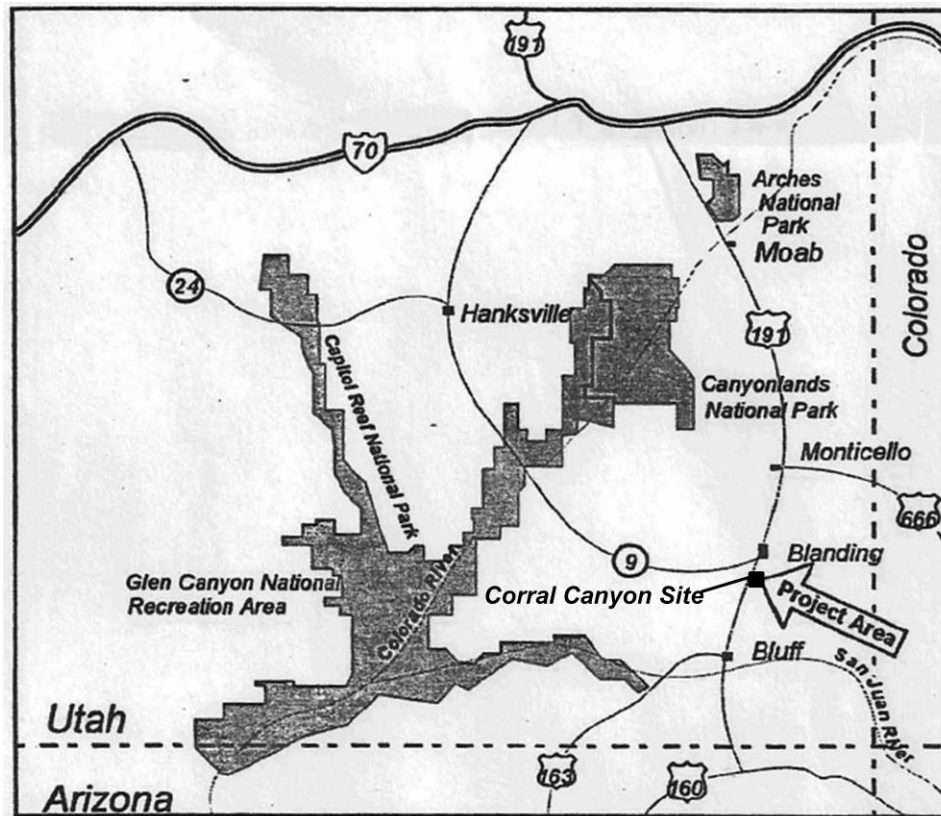 191
70
Arches
National
Park
Moab
24
Hanksville
191
Colorado
Capitol Reef National Park
Canyonlands
National Park
Monticello
666
Colorado River
9
Blanding
Glen Canyon National
Recreation Area
Corral Canyon Site
Project Area
Bluff
San Juan River
Utah
163
160
Arizona